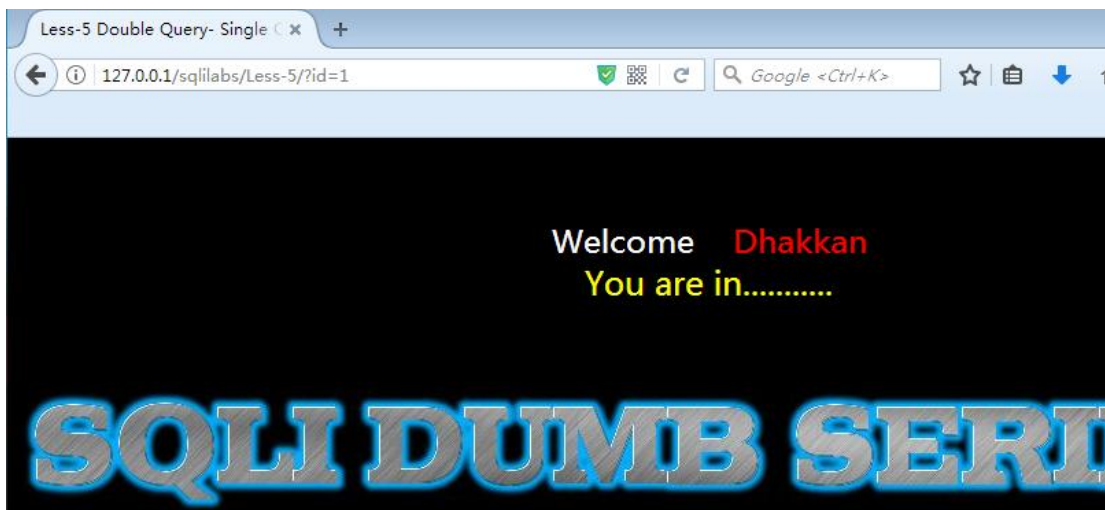 Less-5 Double Query- Single
127.0.0.1/sqlilabs/Less-5/?id=1
Google <Ctrl+K>
Welcome Dhakkan
You are in...........
SQLI DUMB